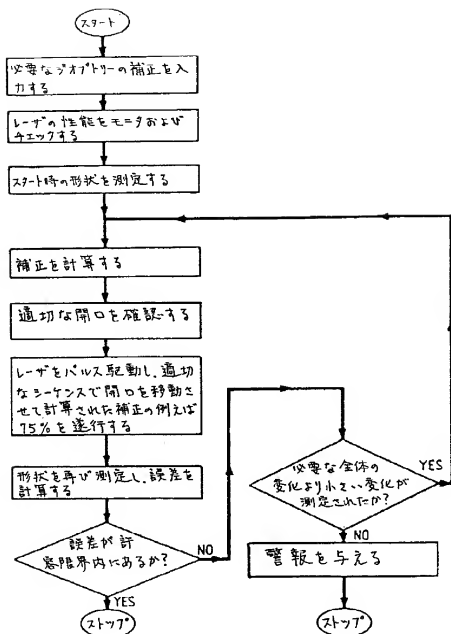 スタート
必要なジオプトリーの補正を入
力する
レーザの性能をモニタおよび
チェックする
スタート時の形状を測定する
補正を計算する
適切な開口を確認する
レーザをパルス駆動し、適切
なシーケンスで開口を移動さ
せて計算された補正の例えば
75%を遂行する
形状を再び測定し、誤差を
計算する
誤差が許
容限界内にあるか?
NO
YES
ストップ
必要な全体の
変化より小さい変化が
測定されたか?
YES
NO
警報を与える
ストップ